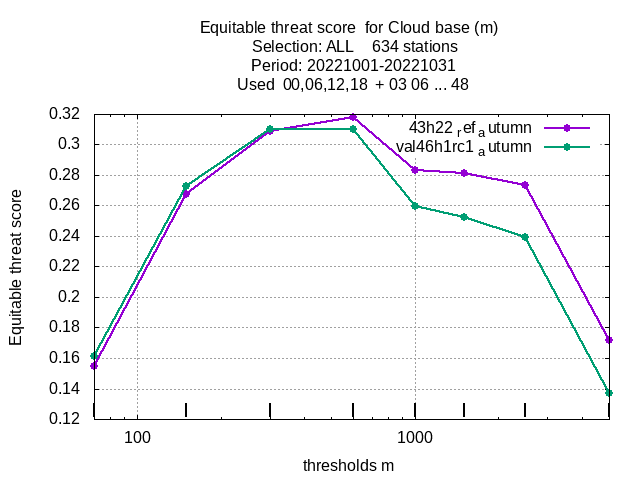 Equitable threat score  for Cloud base (m)
Selection: ALL    634 stations
Period: 20221001-20221031
Used  00,06,12,18  + 03 06 ... 48
0.32
0.3
0.28
0.26
0.24
0.22
0.2
0.18
0.16
0.14
0.12
Equitable threat score
43h22 ref a utumn
val46h1rc1 a utumn
100
1000
thresholds m